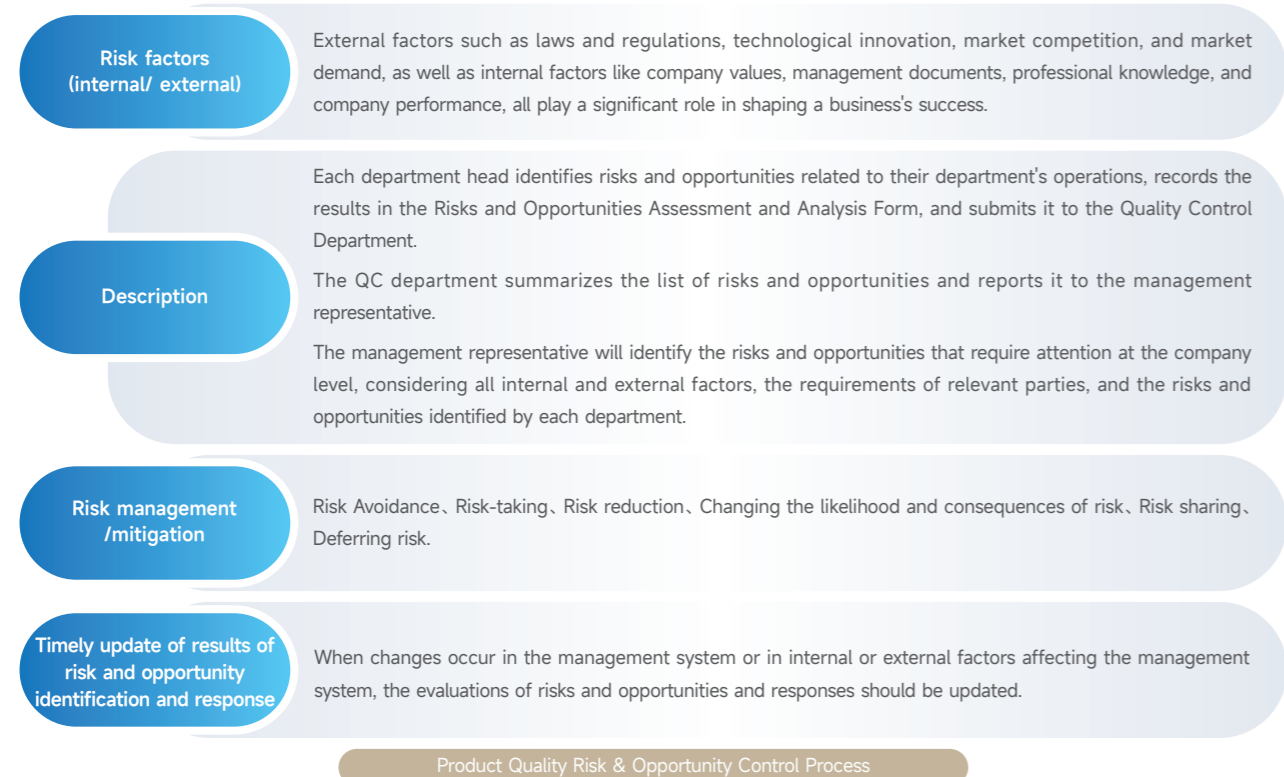 Risk factors
(internal/ external)
External factors such as laws and regulations, technological innovation, market competition, and market
demand, as well as internal factors like company values, management documents, professional knowledge, and
company performance, all play a significant role in shaping a business's success.
Description
Each department head identifies risks and opportunities related to their department's operations, records the
results in the Risks and Opportunities Assessment and Analysis Form, and submits it to the Quality Control
Department.
The QC department summarizes the list of risks and opportunities and reports it to the management
representative.
The management representative will identify the risks and opportunities that require attention at the company
level, considering all internal and external factors, the requirements of relevant parties, and the risks and
opportunities identified by each department.
Risk management
/mitigation
Risk Avoidance、Risk-taking、Risk reduction、Changing the likelihood and consequences of risk、Risk sharing、
Deferring risk.
Timely update of results of
risk and opportunity
identification and response
When changes occur in the management system or in internal or external factors affecting the management
system, the evaluations of risks and opportunities and responses should be updated.
Product Quality Risk & Opportunity Control Process